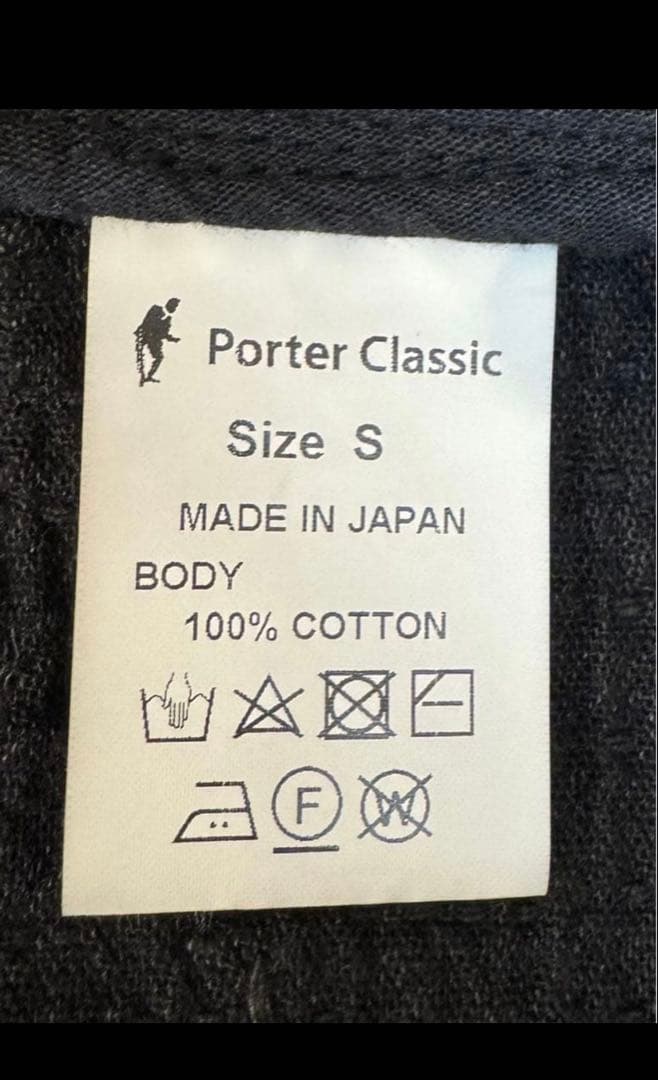 Porter Classic
Size S
MADE IN JAPAN
BODY
100% COTTON
F
W